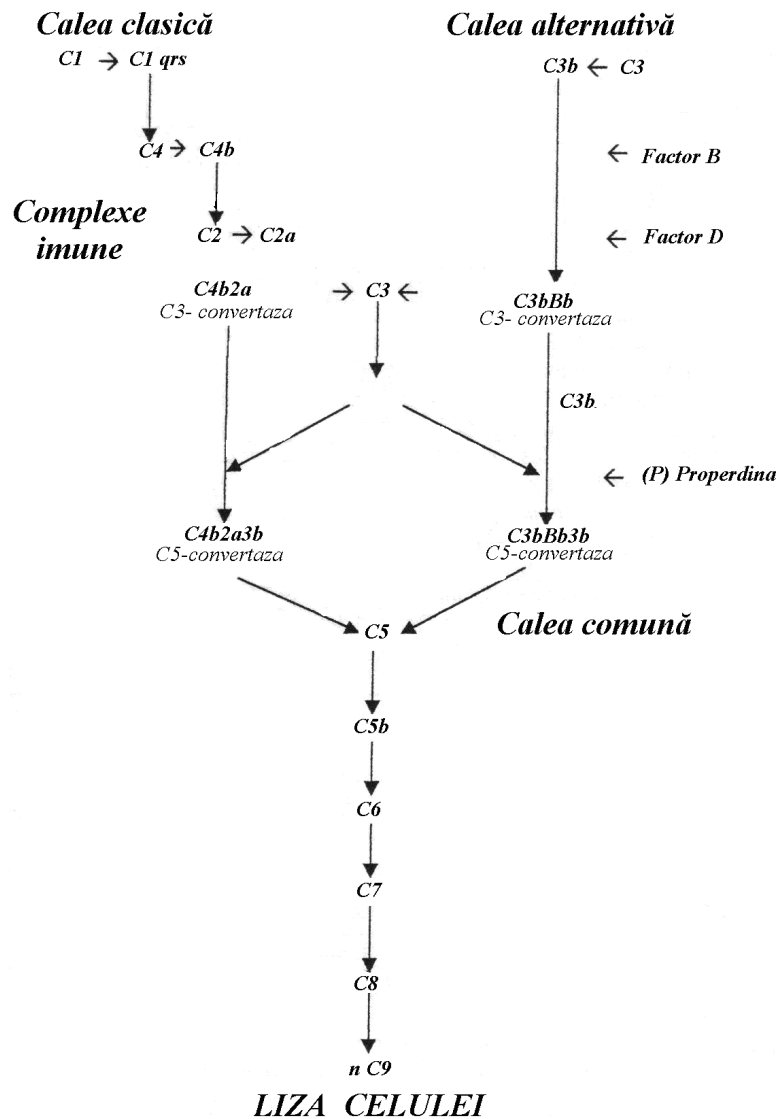 Calea clasică
Calea alternativă
C1 → C1 qrs
C3b ← C3
C4 → C4b
← Factor B
Complexe
imune
C2 → C2a
← Factor D
C4b2a
C3- convertaza
→ C3 ←
C3bBb
C3- convertaza
C3b
← (P) Properdina
C4b2a3b
C5-convertaza
C3bBb3b
C5-convertaza
C5
Calea comună
C5b
C6
C7
C8
n C9
LIZA CELULEI